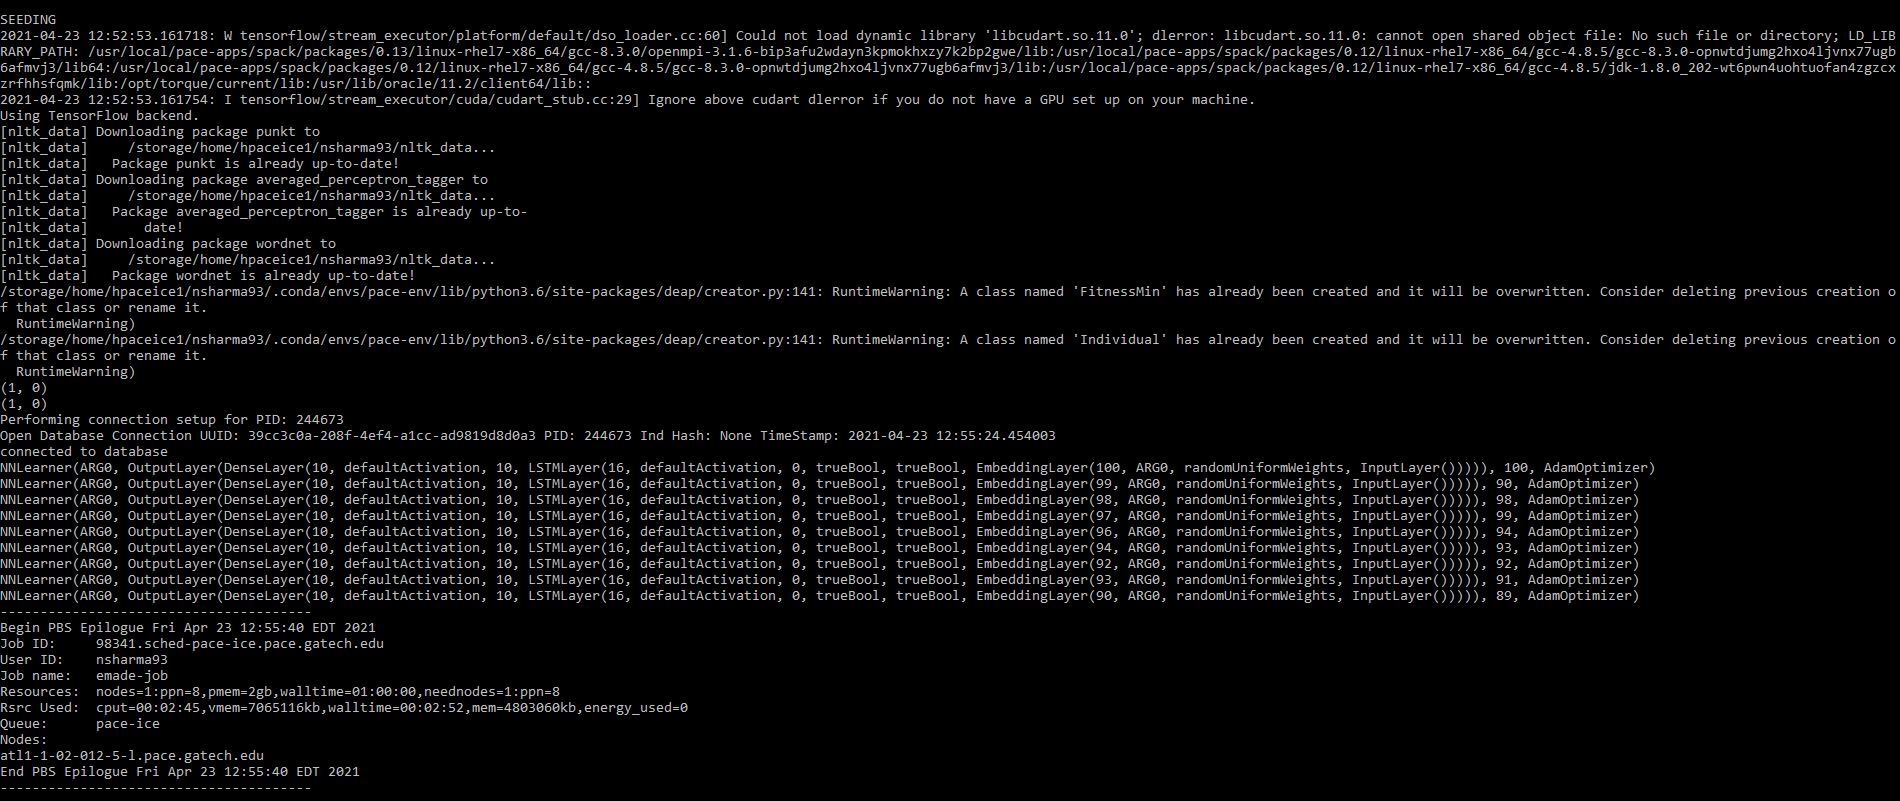 SEEDING
2021-04-23 12:52:53.161718: W tensorflow/stream_executor/platform/default/dso_loader.cc:60] Could not load dynamic library 'libcudart.so.11.0'; dlerror: libcudart.so.11.0: cannot open shared object file: No such file or directory; LD_LIB
RARY_PATH: /usr/local/pace-apps/spack/packages/0.13/linux-rhel7-x86_64/gcc-8.3.0/openmpi-3.1.6-bip3afu2wdayn3kpmokhxzy7k2bp2gwe/lib:/usr/local/pace-apps/spack/packages/0.12/linux-rhel7-x86_64/gcc-4.8.5/gcc-8.3.0-opnwtdjumg2hxo4ljvnx77ugb
6afmvj3/lib64:/usr/local/pace-apps/spack/packages/0.12/linux-rhel7-x86_64/gcc-4.8.5/gcc-8.3.0-opnwtdjumg2hxo4ljvnx77ugb6afmvj3/lib:/usr/local/pace-apps/spack/packages/0.12/linux-rhel7-x86_64/gcc-4.8.5/jdk-1.8.0_202-wt6pwn4uohtuofan4zgzcx
zrfhhsfqmk/lib:/opt/torque/current/lib:/usr/lib/oracle/11.2/client64/lib::
2021-04-23 12:52:53.161754: I tensorflow/stream_executor/cuda/cudart_stub.cc:29] Ignore above cudart dlerror if you do not have a GPU set up on your machine.
Using TensorFlow backend.
[nltk_data] Downloading package punkt to
[nltk_data]     /storage/home/hpaceice1/nsharma93/nltk_data...
[nltk_data]   Package punkt is already up-to-date!
[nltk_data] Downloading package averaged_perceptron_tagger to
[nltk_data]     /storage/home/hpaceice1/nsharma93/nltk_data...
[nltk_data]   Package averaged_perceptron_tagger is already up-to-
[nltk_data]       date!
[nltk_data] Downloading package wordnet to
[nltk_data]     /storage/home/hpaceice1/nsharma93/nltk_data...
[nltk_data]   Package wordnet is already up-to-date!
/storage/home/hpaceice1/nsharma93/.conda/envs/pace-env/lib/python3.6/site-packages/deap/creator.py:141: RuntimeWarning: A class named 'FitnessMin' has already been created and it will be overwritten. Consider deleting previous creation o
f that class or rename it.
  RuntimeWarning)
/storage/home/hpaceice1/nsharma93/.conda/envs/pace-env/lib/python3.6/site-packages/deap/creator.py:141: RuntimeWarning: A class named 'Individual' has already been created and it will be overwritten. Consider deleting previous creation o
f that class or rename it.
  RuntimeWarning)
(1, 0)
(1, 0)
Performing connection setup for PID: 244673
Open Database Connection UUID: 39cc3c0a-208f-4ef4-a1cc-ad9819d8d0a3 PID: 244673 Ind Hash: None TimeStamp: 2021-04-23 12:55:24.454003
connected to database
NNLearner(ARG0, OutputLayer(DenseLayer(10, defaultActivation, 10, LSTMLayer(16, defaultActivation, 0, trueBool, trueBool, EmbeddingLayer(100, ARG0, randomUniformWeights, InputLayer())))), 100, AdamOptimizer)
NNLearner(ARG0, OutputLayer(DenseLayer(10, defaultActivation, 10, LSTMLayer(16, defaultActivation, 0, trueBool, trueBool, EmbeddingLayer(99, ARG0, randomUniformWeights, InputLayer())))), 90, AdamOptimizer)
NNLearner(ARG0, OutputLayer(DenseLayer(10, defaultActivation, 10, LSTMLayer(16, defaultActivation, 0, trueBool, trueBool, EmbeddingLayer(98, ARG0, randomUniformWeights, InputLayer())))), 98, AdamOptimizer)
NNLearner(ARG0, OutputLayer(DenseLayer(10, defaultActivation, 10, LSTMLayer(16, defaultActivation, 0, trueBool, trueBool, EmbeddingLayer(97, ARG0, randomUniformWeights, InputLayer())))), 99, AdamOptimizer)
NNLearner(ARG0, OutputLayer(DenseLayer(10, defaultActivation, 10, LSTMLayer(16, defaultActivation, 0, trueBool, trueBool, EmbeddingLayer(96, ARG0, randomUniformWeights, InputLayer())))), 94, AdamOptimizer)
NNLearner(ARG0, OutputLayer(DenseLayer(10, defaultActivation, 10, LSTMLayer(16, defaultActivation, 0, trueBool, trueBool, EmbeddingLayer(94, ARG0, randomUniformWeights, InputLayer())))), 93, AdamOptimizer)
NNLearner(ARG0, OutputLayer(DenseLayer(10, defaultActivation, 10, LSTMLayer(16, defaultActivation, 0, trueBool, trueBool, EmbeddingLayer(92, ARG0, randomUniformWeights, InputLayer())))), 92, AdamOptimizer)
NNLearner(ARG0, OutputLayer(DenseLayer(10, defaultActivation, 10, LSTMLayer(16, defaultActivation, 0, trueBool, trueBool, EmbeddingLayer(93, ARG0, randomUniformWeights, InputLayer())))), 91, AdamOptimizer)
NNLearner(ARG0, OutputLayer(DenseLayer(10, defaultActivation, 10, LSTMLayer(16, defaultActivation, 0, trueBool, trueBool, EmbeddingLayer(90, ARG0, randomUniformWeights, InputLayer())))), 89, AdamOptimizer)
---------------------------------------
Begin PBS Epilogue Fri Apr 23 12:55:40 EDT 2021
Job ID:     98341.sched-pace-ice.pace.gatech.edu
User ID:    nsharma93
Job name:   emade-job
Resources:  nodes=1:ppn=8,pmem=2gb,walltime=01:00:00,neednodes=1:ppn=8
Rsrc Used:  cput=00:02:45,vmem=7065116kb,walltime=00:02:52,mem=4803060kb,energy_used=0
Queue:      pace-ice
Nodes:
atl1-1-02-012-5-l.pace.gatech.edu
End PBS Epilogue Fri Apr 23 12:55:40 EDT 2021
---------------------------------------